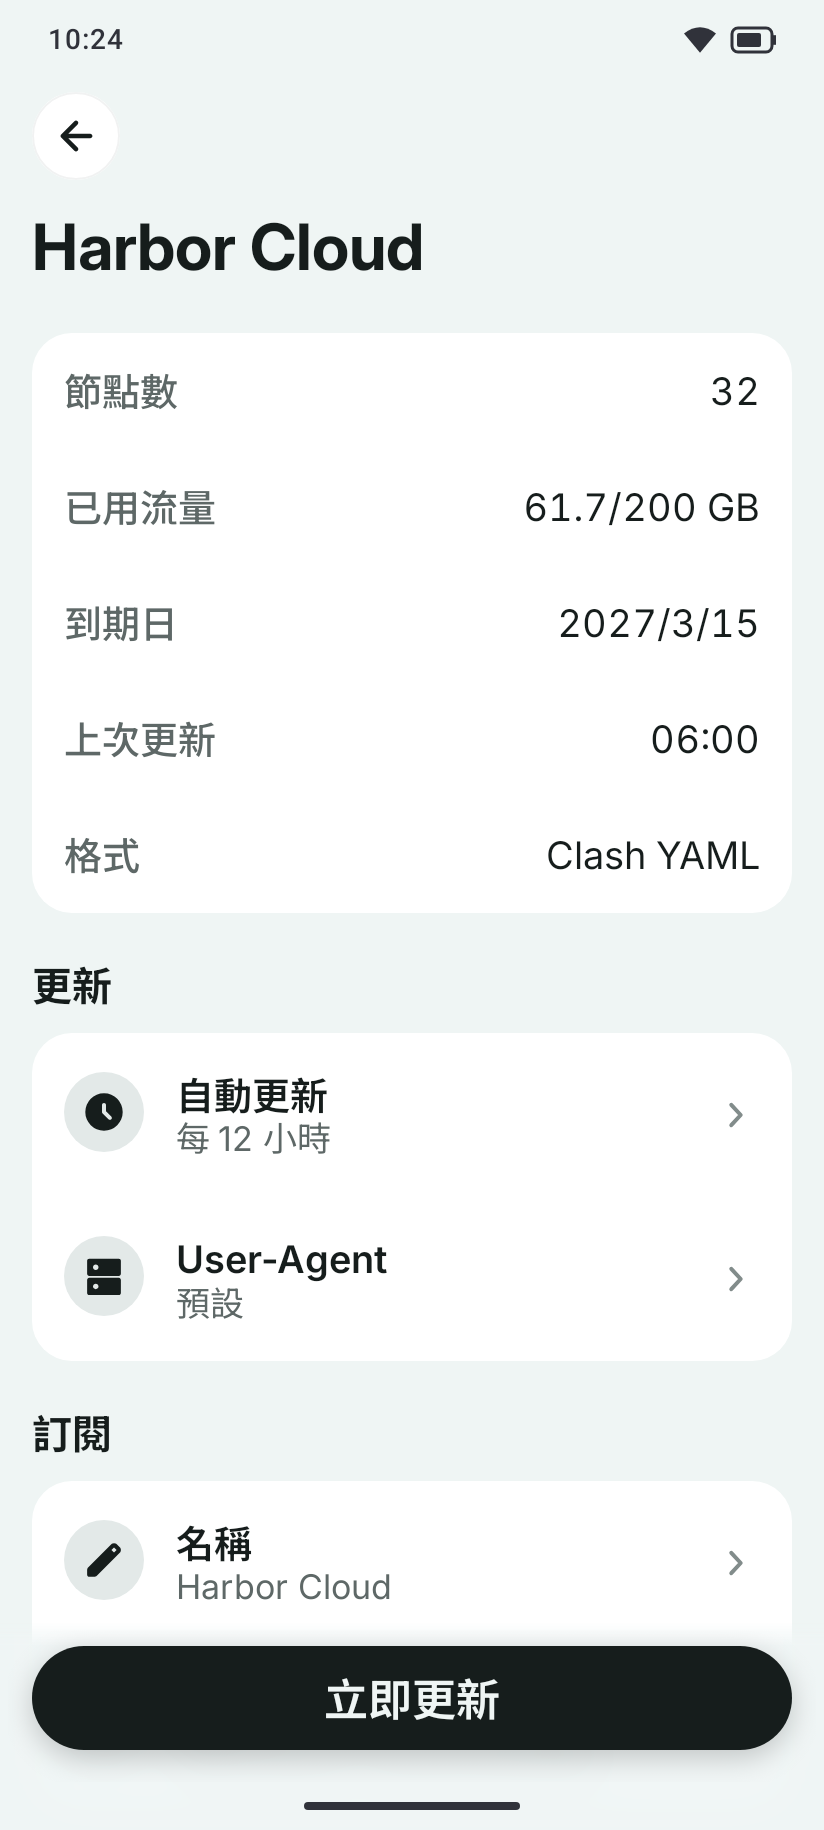 10:24
Harbor Cloud
節點數 32
已用流量 61.7/200 GB
到期日 2027/3/15
上次更新 06:00
格式 Clash YAML
更新
自動更新
每 12 小時
User-Agent
預設
訂閱
名稱
Harbor Cloud
立即更新